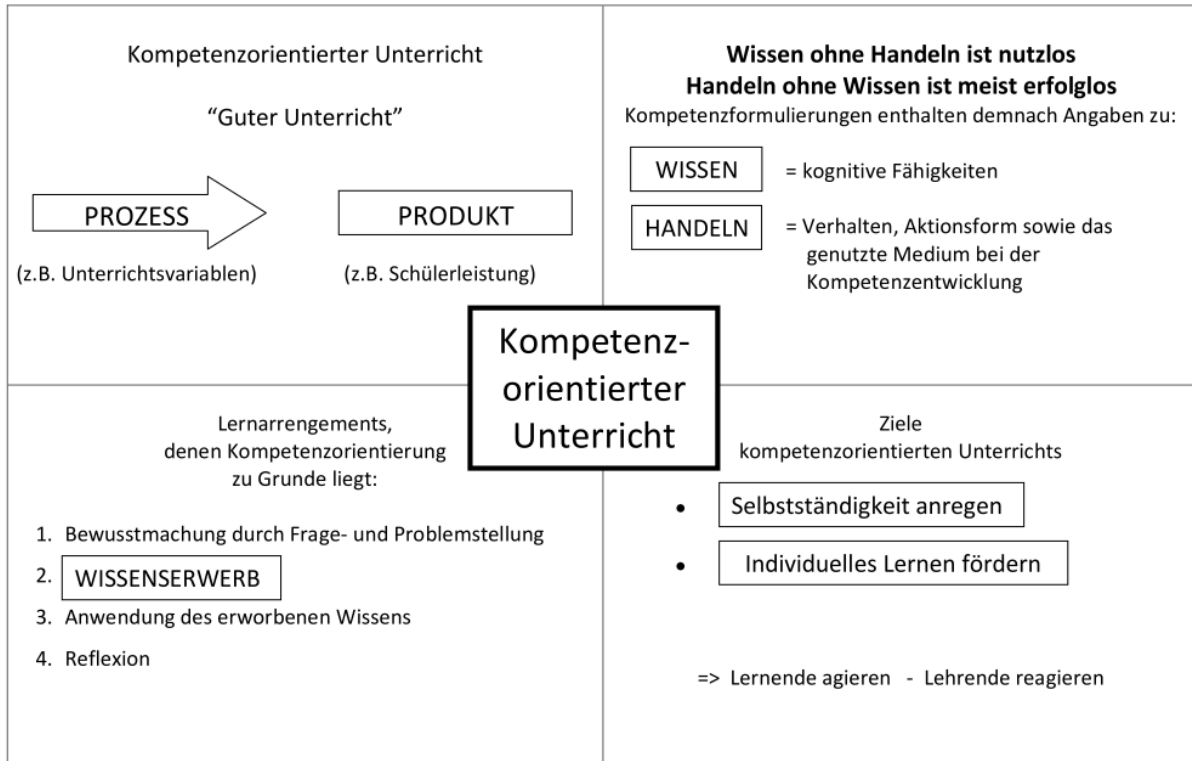 Kompetenzorientierter Unterricht
“Guter Unterricht”
PROZESS
PRODUKT
(z.B. Unterrichtsvariablen)
(z.B. Schülerleistung)
Wissen ohne Handeln ist nutzlos
Handeln ohne Wissen ist meist erfolglos
Kompetenzformulierungen enthalten demnach Angaben zu:
WISSEN = kognitive Fähigkeiten
HANDELN = Verhalten, Aktionsform sowie das
genutzte Medium bei der
Kompetenzentwicklung
Kompetenz-
orientierter
Unterricht
Lernarrengements,
denen Kompetenzorientierung
zu Grunde liegt:
1. Bewusstmachung durch Frage- und Problemstellung
2. WISSENSERWERB
3. Anwendung des erworbenen Wissens
4. Reflexion
Ziele
kompetenzorientierten Unterrichts
• Selbstständigkeit anregen
• Individuelles Lernen fördern
=> Lernende agieren - Lehrende reagieren